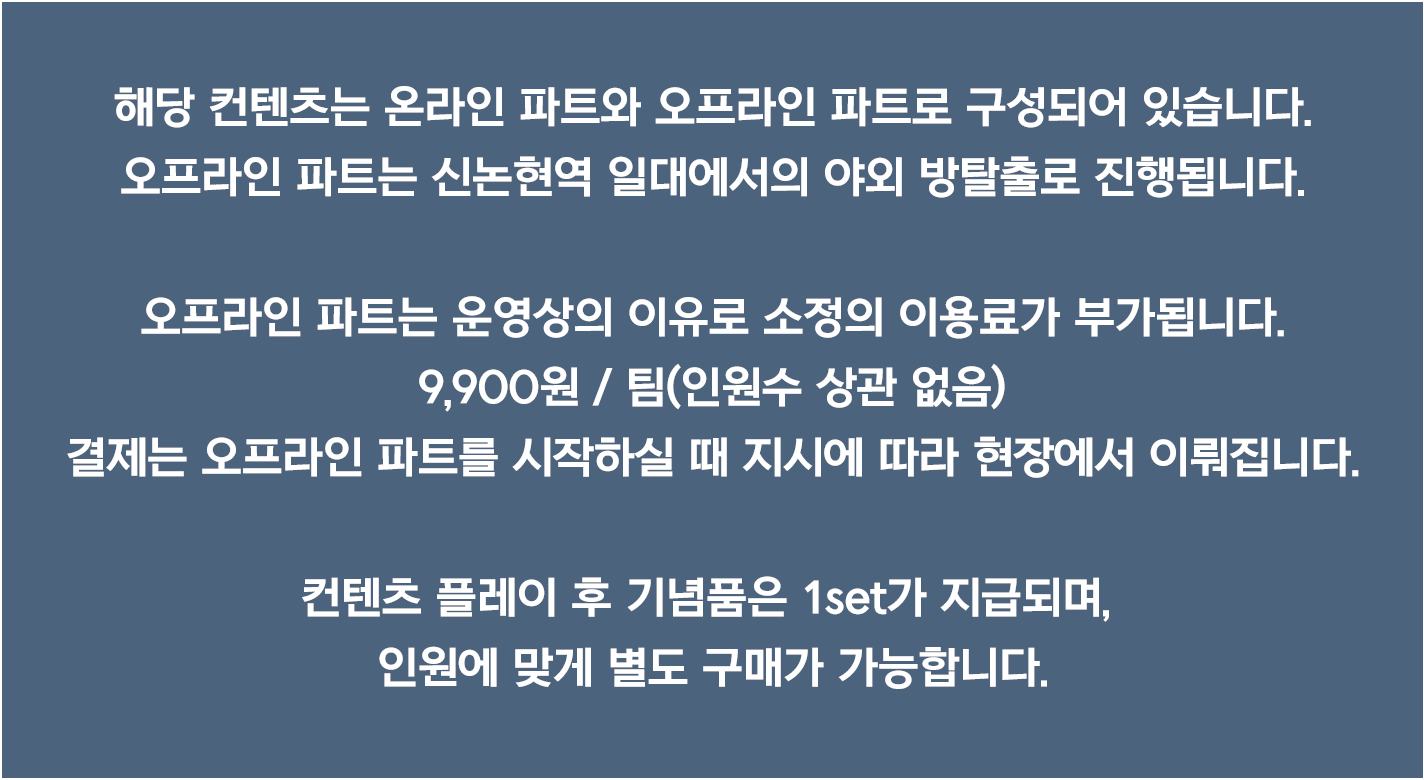 해당 컨텐츠는 온라인 파트와 오프라인 파트로 구성되어 있습니다.
오프라인 파트는 신논현역 일대에서의 야외 방탈출로 진행됩니다.
오프라인 파트는 운영상의 이유로 소정의 이용료가 부가됩니다.
9,900원 / 팀(인원수 상관 없음)
결제는 오프라인 파트를 시작하실 때 지시에 따라 현장에서 이뤄집니다.
컨텐츠 플레이 후 기념품은 1set가 지급되며,
인원에 맞게 별도 구매가 가능합니다.